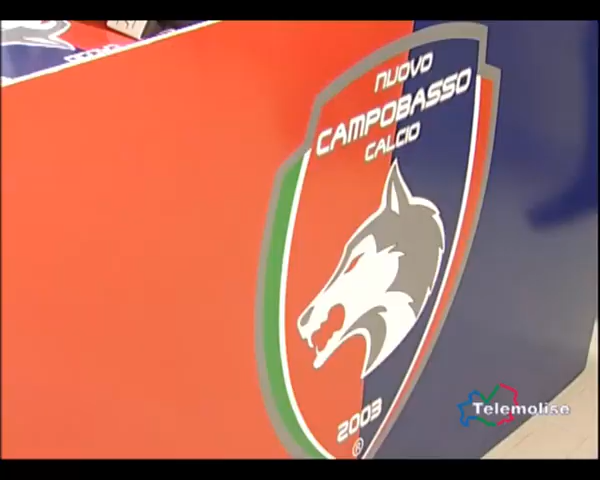 NUOVO
CAMPOBASSO
CALCIO
2003
®
Telemolise